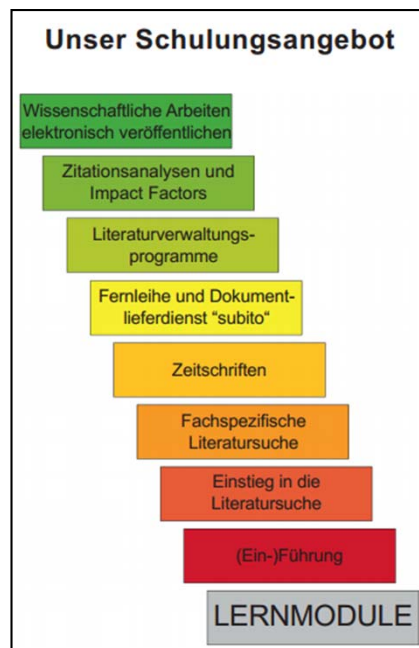 Unser Schulungsangebot
Wissenschaftliche Arbeiten
elektronisch veröffentlichen
Zitationsanalysen und
Impact Factors
Literaturverwaltungs-
programme
Fernleihe und Dokument-
lieferdienst "subito"
Zeitschriften
Fachspezifische
Literatursuche
Einstieg in die
Literatursuche
(Ein-)Führung
LERNMODULE